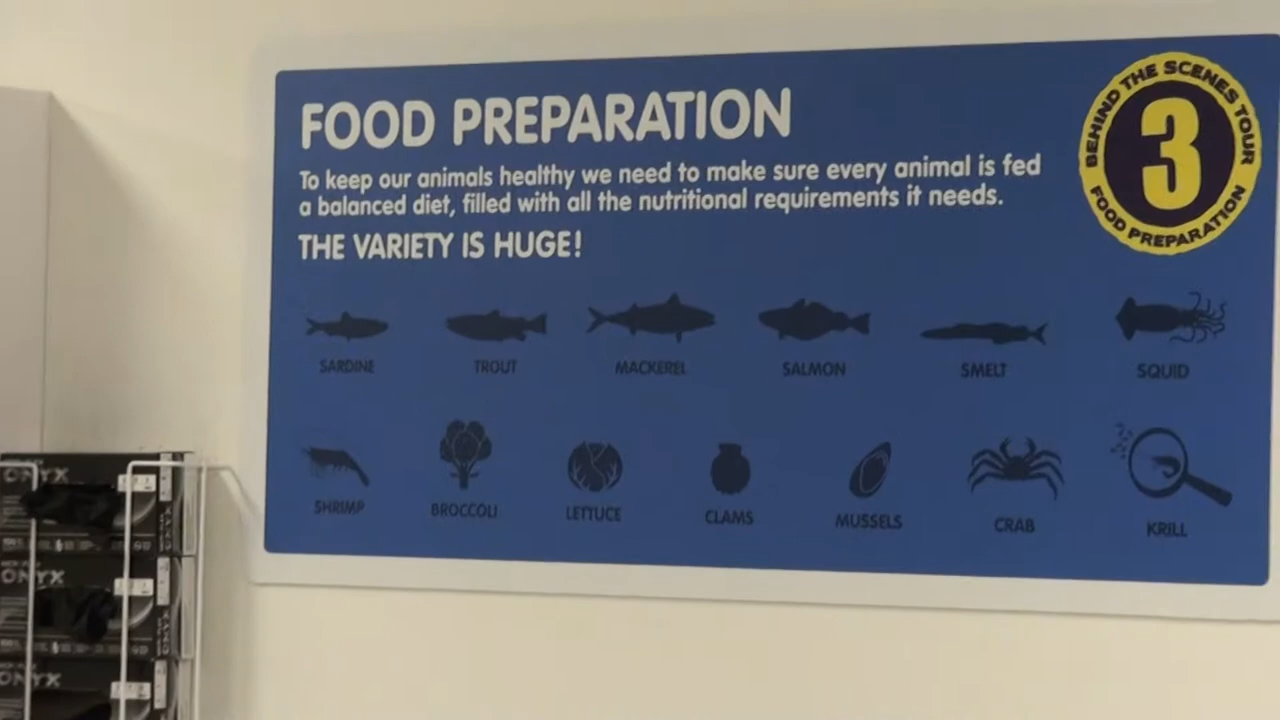 FOOD PREPARATION
To keep our animals healthy we need to make sure every animal is fed
a balanced diet, filled with all the nutritional requirements it needs.
THE VARIETY IS HUGE!
BEHIND THE SCENES TOUR
3
FOOD PREPARATION
SARDINE
TROUT
MACKEREL
SALMON
SMELT
SQUID
SHRIMP
BROCCOLI
LETTUCE
CLAMS
MUSSELS
CRAB
KRILL
ONYX
ONYX
ONYX